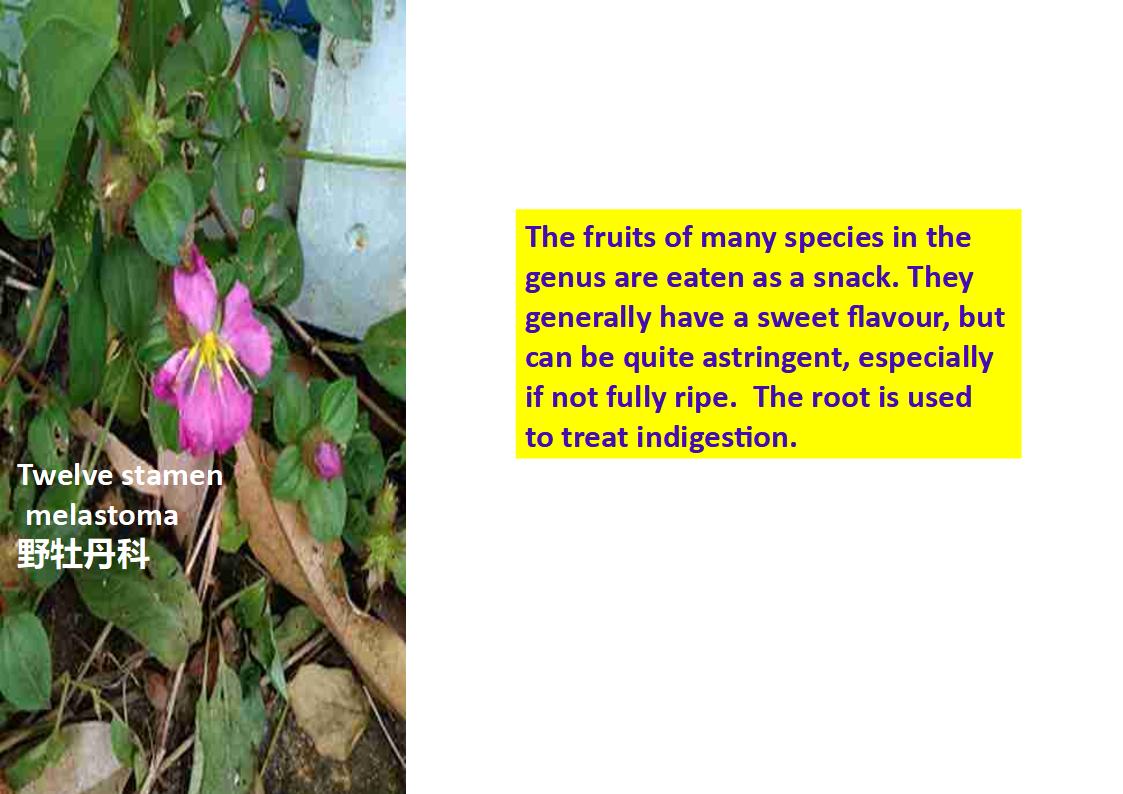 Twelve stamen
melastoma
野牡丹科
The fruits of many species in the
genus are eaten as a snack. They
generally have a sweet flavour, but
can be quite astringent, especially
if not fully ripe.  The root is used
to treat indigestion.